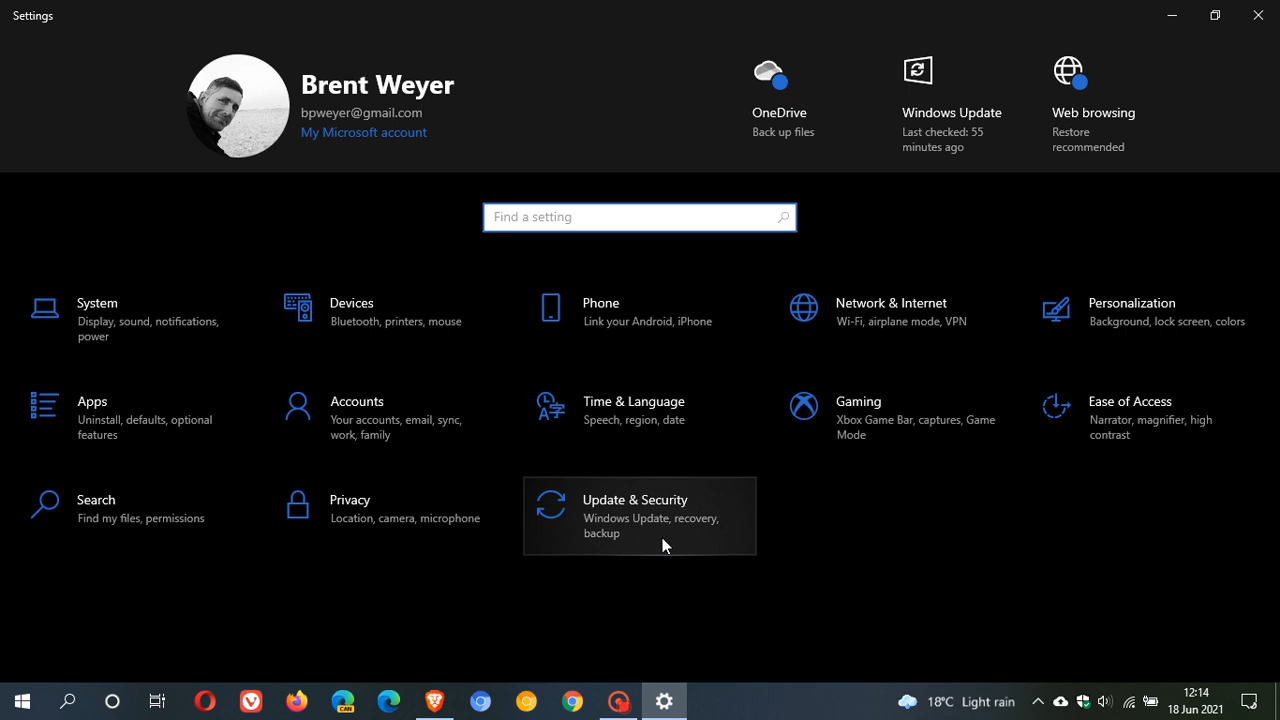 Settings
Brent Weyer
bpweyer@gmail.com
My Microsoft account
OneDrive
Back up files
Windows Update
Last checked: 55
minutes ago
Web browsing
Restore
recommended
Find a setting
System
Display, sound, notifications,
power
Devices
Bluetooth, printers, mouse
Phone
Link your Android, iPhone
Network & Internet
Wi-Fi, airplane mode, VPN
Personalization
Background, lock screen, colors
Apps
Uninstall, defaults, optional
features
Accounts
Your accounts, email, sync,
work, family
Time & Language
Speech, region, date
Gaming
Xbox Game Bar, captures, Game
Mode
Ease of Access
Narrator, magnifier, high
contrast
Search
Find my files, permissions
Privacy
Location, camera, microphone
Update & Security
Windows Update, recovery,
backup
CAN
18°C Light rain
12:14
18 Jun 2021